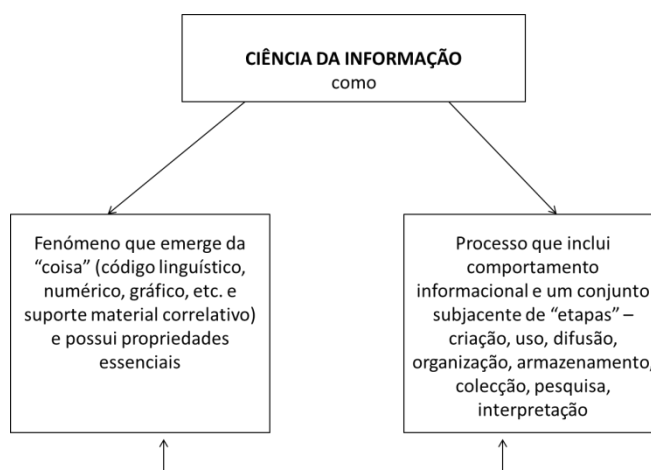 CIÊNCIA DA INFORMAÇÃO
como
Fenómeno que emerge da
“coisa” (código linguístico,
numérico, gráfico, etc. e
suporte material correlativo)
e possui propriedades
essenciais
Processo que inclui
comportamento
informacional e um conjunto
subjacente de “etapas” –
criação, uso, difusão,
organização, armazenamento,
colecção, pesquisa,
interpretação